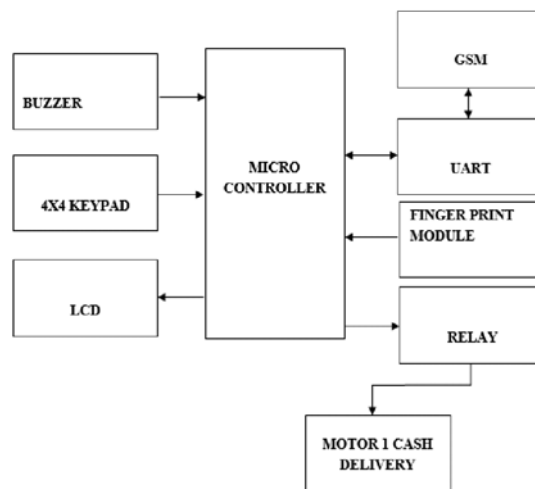 GSM
BUZZER
MICRO
CONTROLLER
UART
4X4 KEYPAD
FINGER PRINT
MODULE
LCD
RELAY
MOTOR 1 CASH
DELIVERY